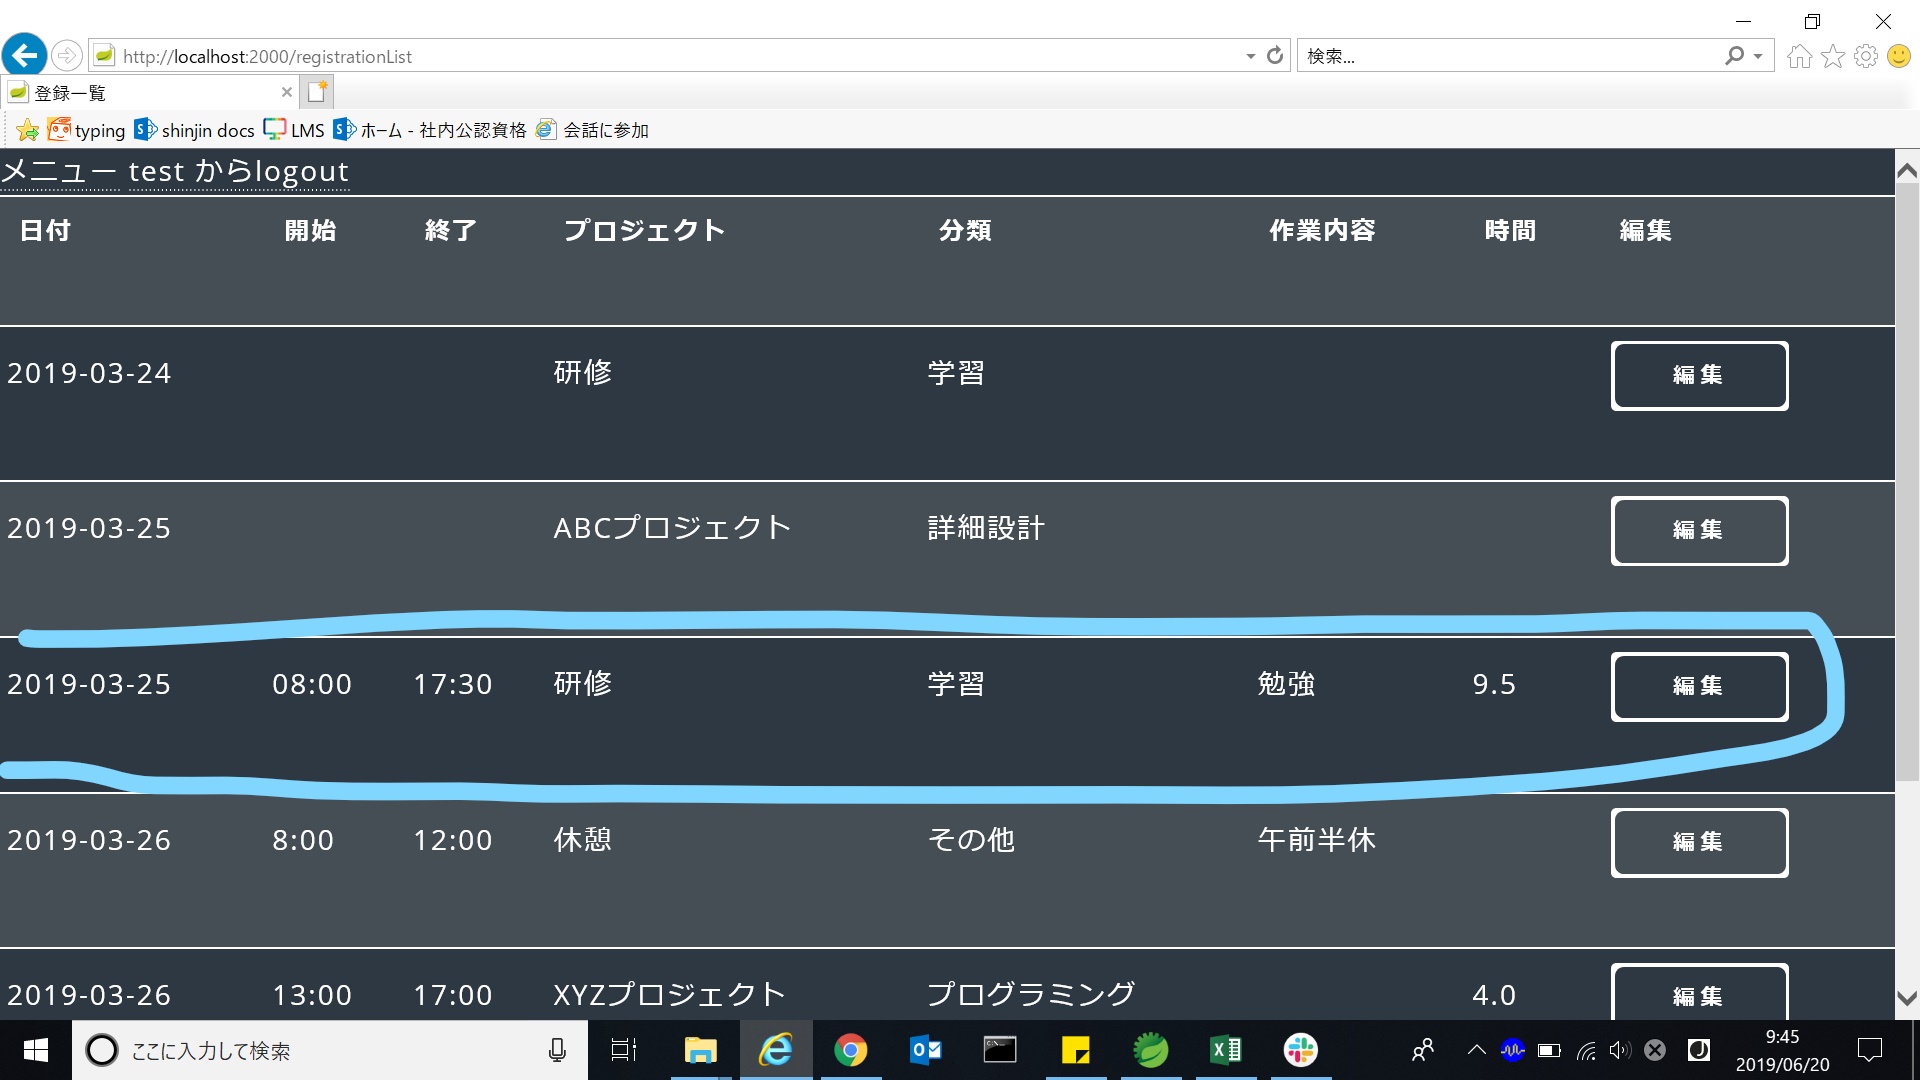 http://localhost:2000/registrationList
検索...
登録一覧
typing shinjin docs LMS ホーム - 社内公認資格 会話に参加
メニュー test からlogout
日付 開始 終了 プロジェクト 分類 作業内容 時間 編集
2019-03-24 研修 学習 編集
2019-03-25 ABCプロジェクト 詳細設計 編集
2019-03-25 08:00 17:30 研修 学習 勉強 9.5 編集
2019-03-26 8:00 12:00 休憩 その他 午前半休 編集
2019-03-26 13:00 17:00 XYZプロジェクト プログラミング 4.0 編集
ここに入力して検索
9:45
2019/06/20